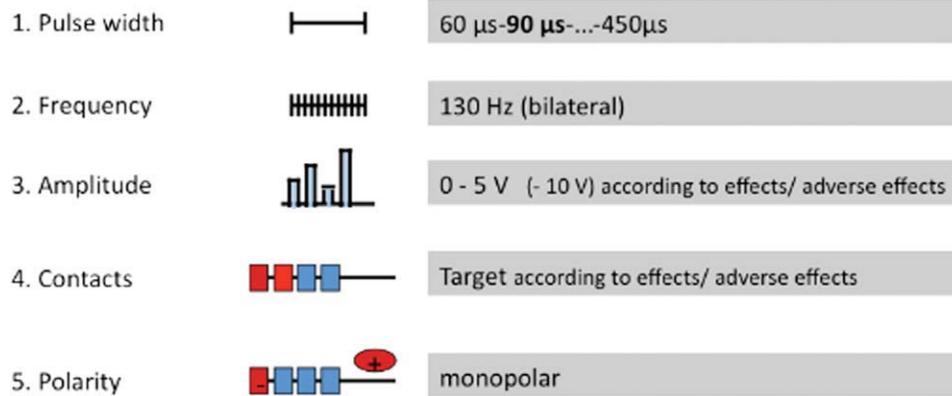 1. Pulse width 60 µs-90 µs-...-450µs
2. Frequency 130 Hz (bilateral)
3. Amplitude 0 - 5 V (- 10 V) according to effects/ adverse effects
4. Contacts Target according to effects/ adverse effects
5. Polarity - + monopolar